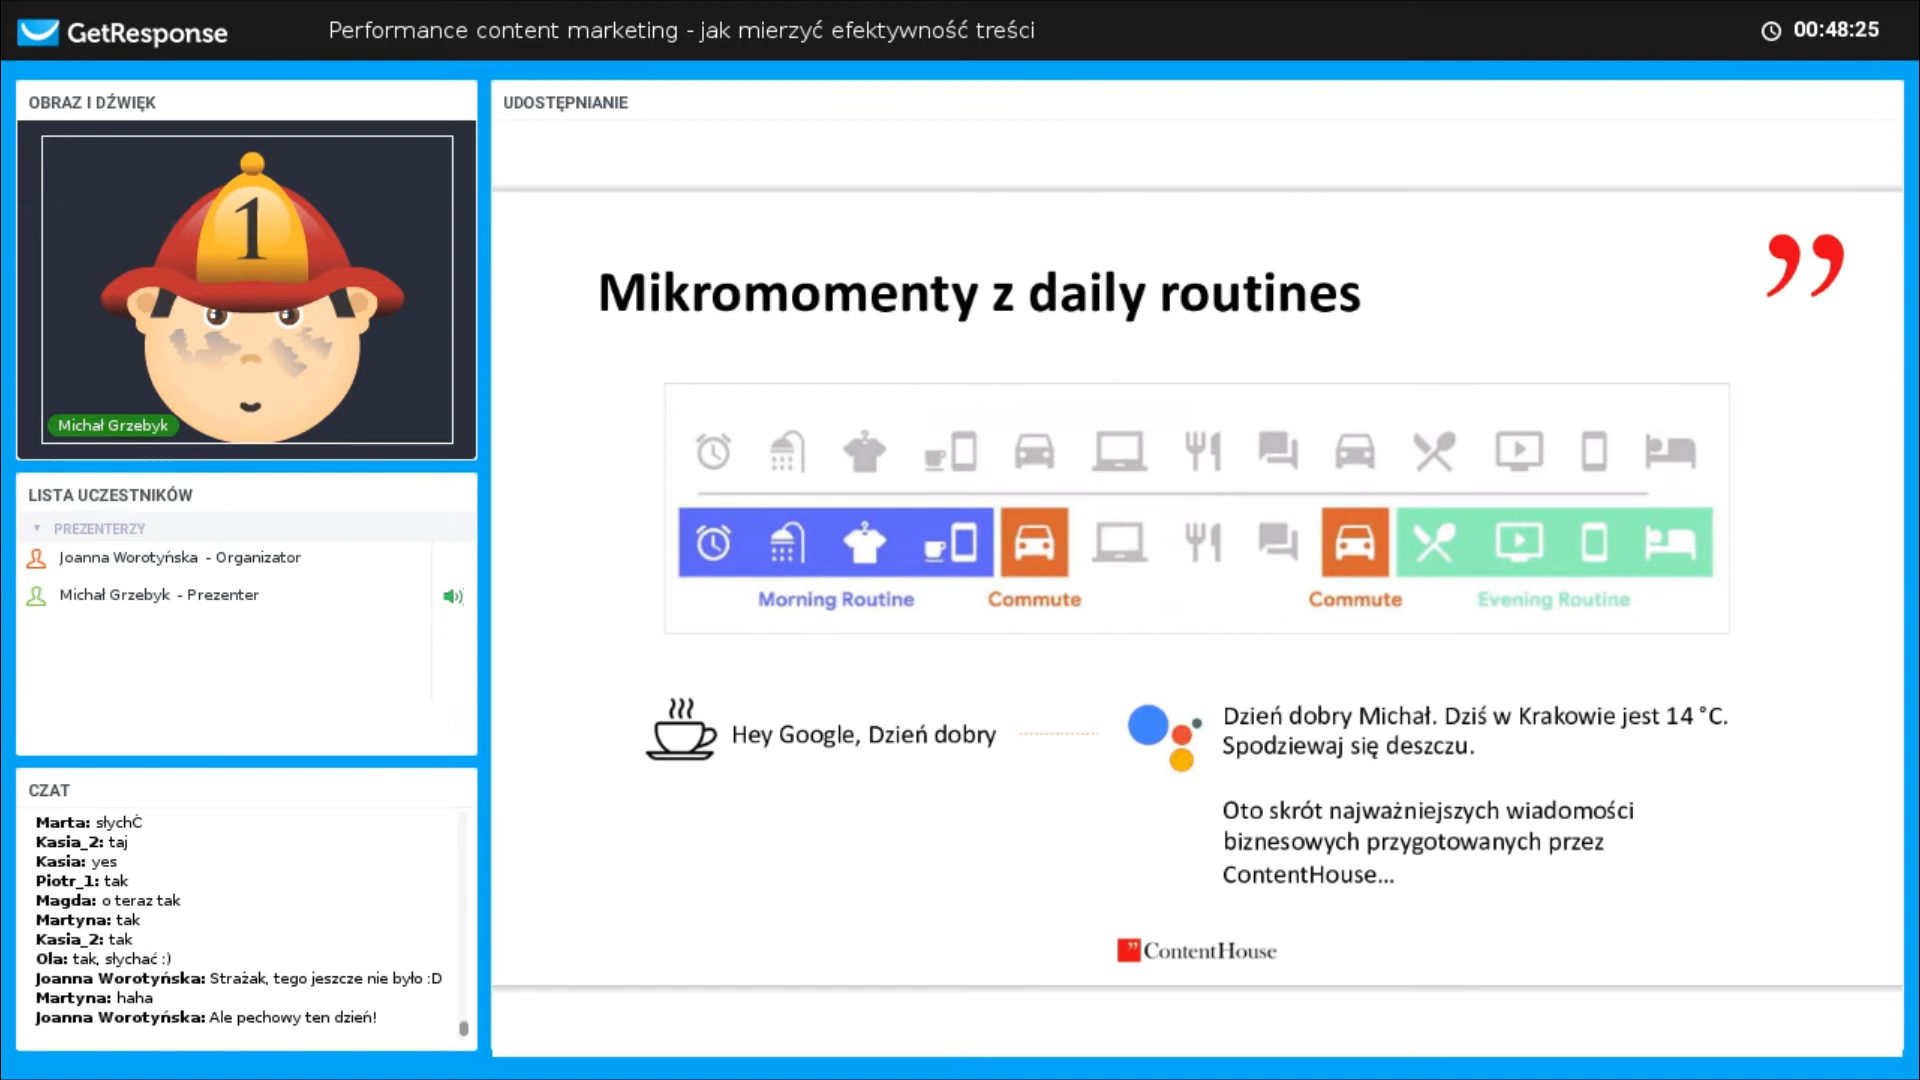 GetResponse
Performance content marketing - jak mierzyć efektywność treści
00:48:25
OBRAZ I DŹWIĘK
1
Michał Grzebyk
LISTA UCZESTNIKÓW
PREZENTERZY
Joanna Worotyńska - Organizator
Michał Grzebyk - Prezenter
CZAT
Marta: słychĆ
Kasia_2: taj
Kasia: yes
Piotr_1: tak
Magda: o teraz tak
Martyna: tak
Kasia_2: tak
Ola: tak, słychać :)
Joanna Worotyńska: Strażak, tego jeszcze nie było :D
Martyna: haha
Joanna Worotyńska: Ale pechowy ten dzień!
UDOSTĘPNIANIE
Mikromomenty z daily routines
Morning Routine
Commute
Commute
Evening Routine
Hey Google, Dzień dobry
Dzień dobry Michał. Dziś w Krakowie jest 14 °C.
Spodziewaj się deszczu.
Oto skrót najważniejszych wiadomości
biznesowych przygotowanych przez
ContentHouse...
ContentHouse